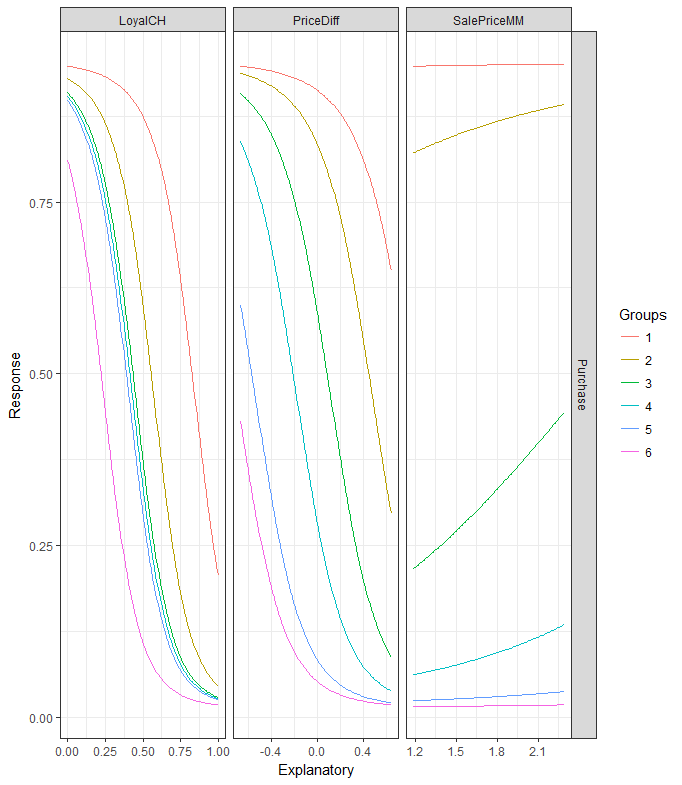 LoyalCH PriceDiff SalePriceMM
Response
0.75
0.50
0.25
0.00
Purchase
0.00 0.25 0.50 0.75 1.00 -0.4 0.0 0.4 1.2 1.5 1.8 2.1
Explanatory
Groups
1
2
3
4
5
6